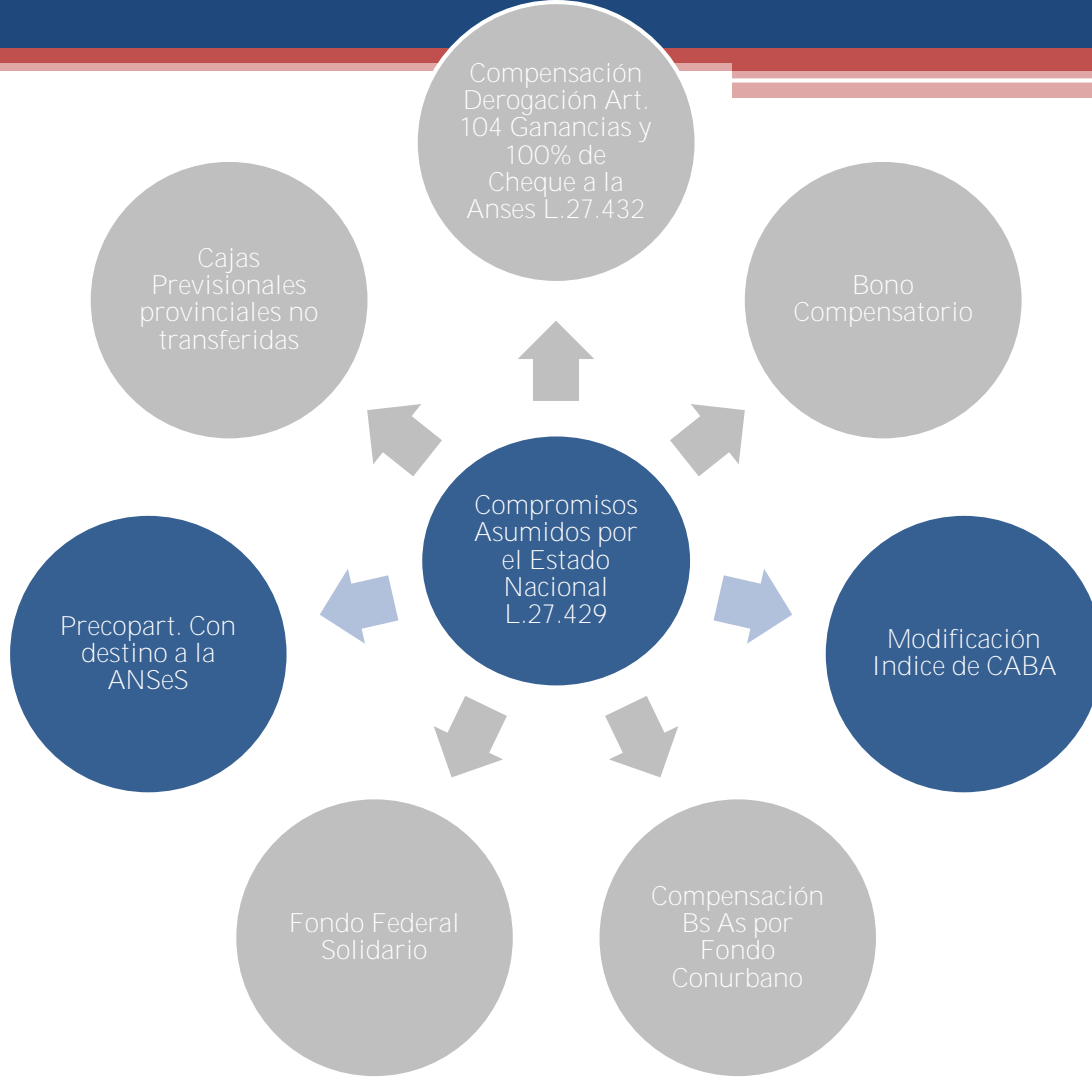 Compensación
Derogación Art.
104 Ganancias y
100% de
Cheque a la
Anses L.27.432
Cajas
Previsionales
provinciales no
transferidas
Bono
Compensatorio
Compromisos
Asumidos por
el Estado
Nacional
L.27.429
Precopart. Con
destino a la
ANSeS
Modificación
Indice de CABA
Fondo Federal
Solidario
Compensación
Bs As por
Fondo
Conurbano